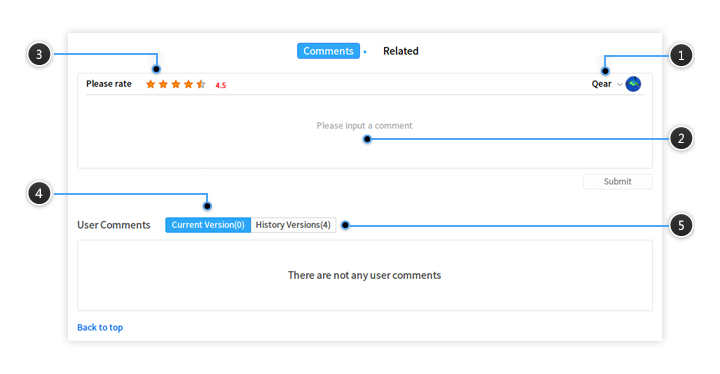 Comments Related
3
1
Please rate 4.5 Qear
Please input a comment
2
Submit
4
User Comments Current Version(0) History Versions(4)
5
There are not any user comments
Back to top